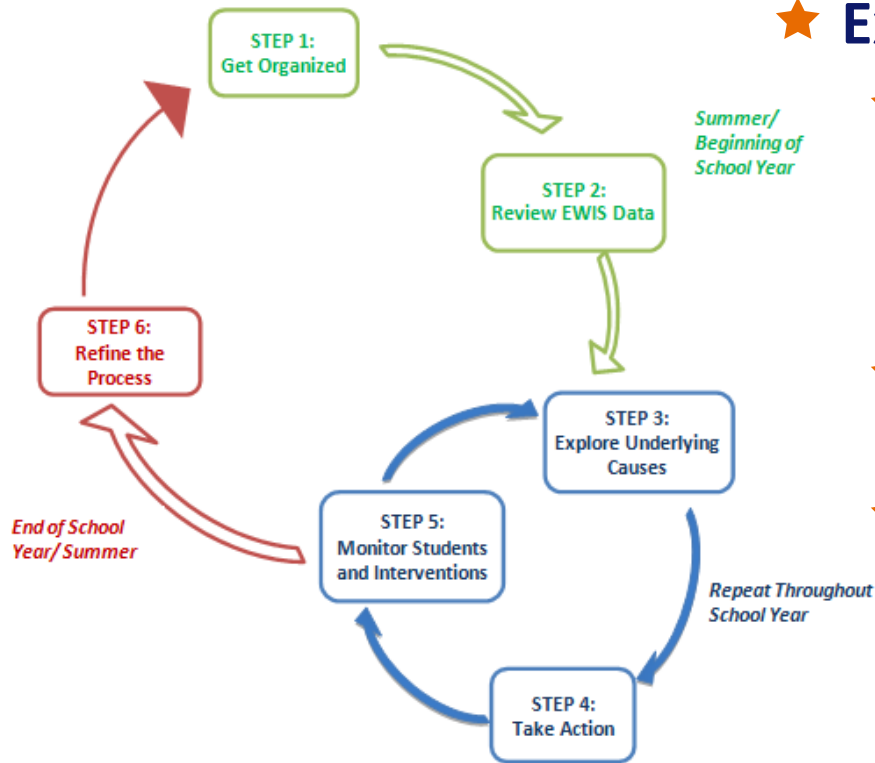 STEP 1:
Get Organized
Summer/
Beginning of
School Year
STEP 2:
Review EWIS Data
STEP 3:
Explore Underlying
Causes
Repeat Throughout
School Year
STEP 4:
Take Action
STEP 5:
Monitor Students
and Interventions
End of School
Year/ Summer
STEP 6:
Refine the
Process